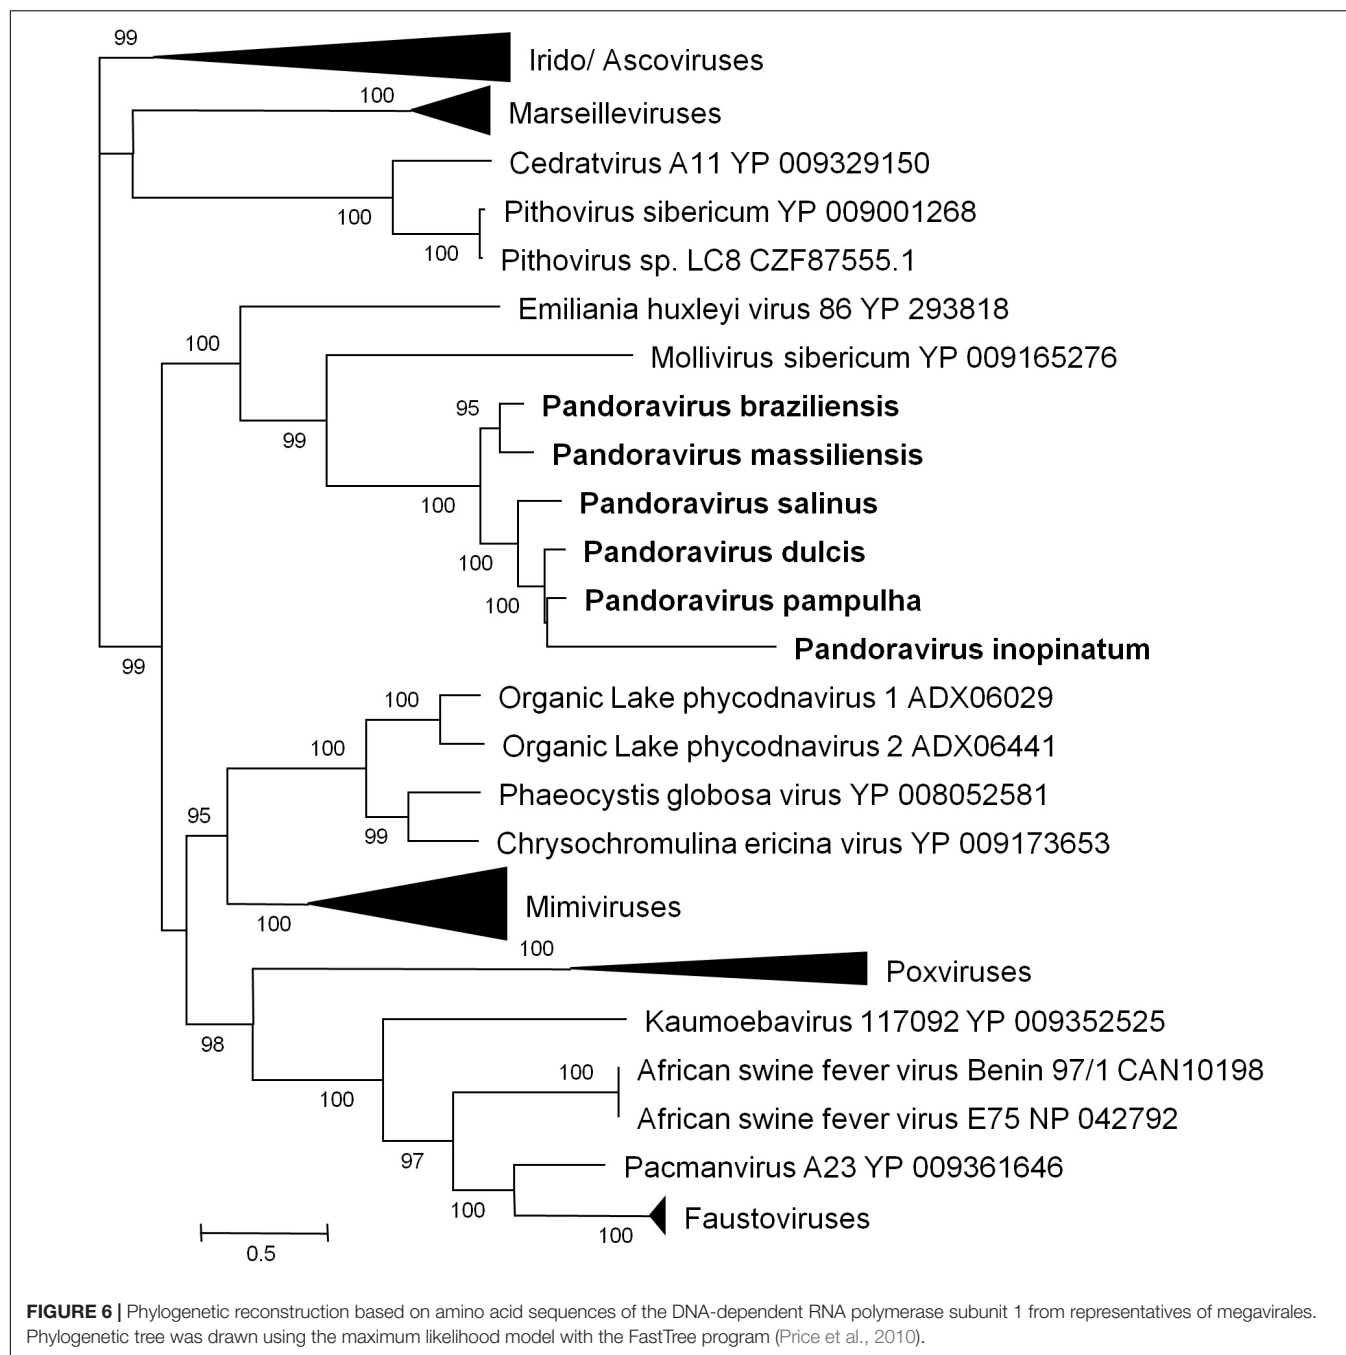 99
Irido/ Ascoviruses
100
Marseilleviruses
Cedratvirus A11 YP 009329150
100
Pithovirus sibericum YP 009001268
100
Pithovirus sp. LC8 CZF87555.1
Emiliania huxleyi virus 86 YP 293818
100
Mollivirus sibericum YP 009165276
95
Pandoravirus braziliensis
99
Pandoravirus massiliensis
100
Pandoravirus salinus
100
Pandoravirus dulcis
100
Pandoravirus pampulha
Pandoravirus inopinatum
99
100
Organic Lake phycodnavirus 1 ADX06029
100
Organic Lake phycodnavirus 2 ADX06441
Phaeocystis globosa virus YP 008052581
95
99
Chrysochromulina ericina virus YP 009173653
100
Mimiviruses
100
Poxviruses
98
Kaumoebavirus 117092 YP 009352525
100
African swine fever virus Benin 97/1 CAN10198
100
African swine fever virus E75 NP 042792
97
Pacmanvirus A23 YP 009361646
100
Faustoviruses
100
0.5
FIGURE 6 | Phylogenetic reconstruction based on amino acid sequences of the DNA-dependent RNA polymerase subunit 1 from representatives of megavirales.
Phylogenetic tree was drawn using the maximum likelihood model with the FastTree program (Price et al., 2010).